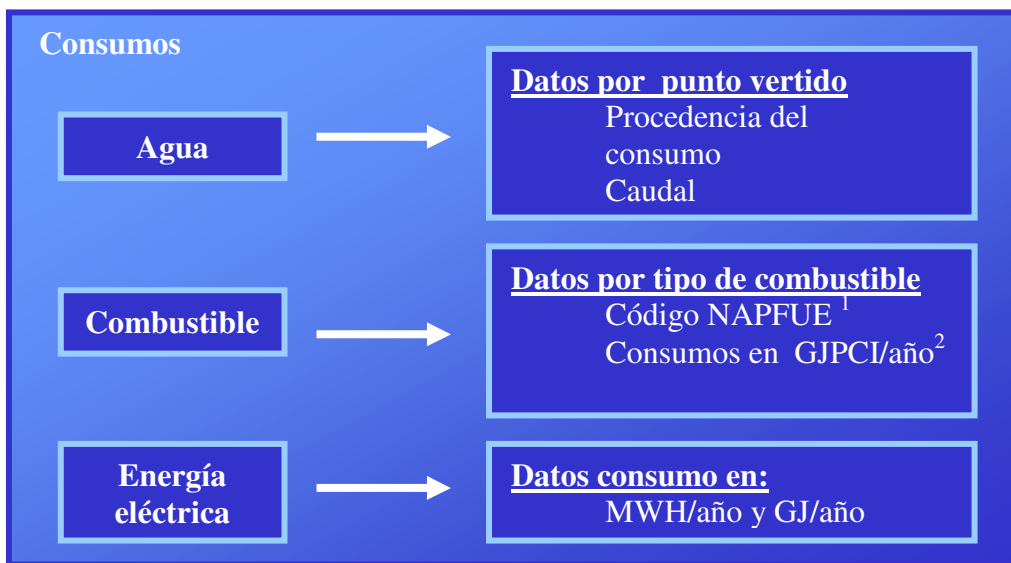 Consumos
Agua
Datos por punto vertido
Procedencia del
consumo
Caudal
Combustible
Datos por tipo de combustible
Código NAPFUE ¹
Consumos en GJPCI/año²
Energía
eléctrica
Datos consumo en:
MWH/año y GJ/año